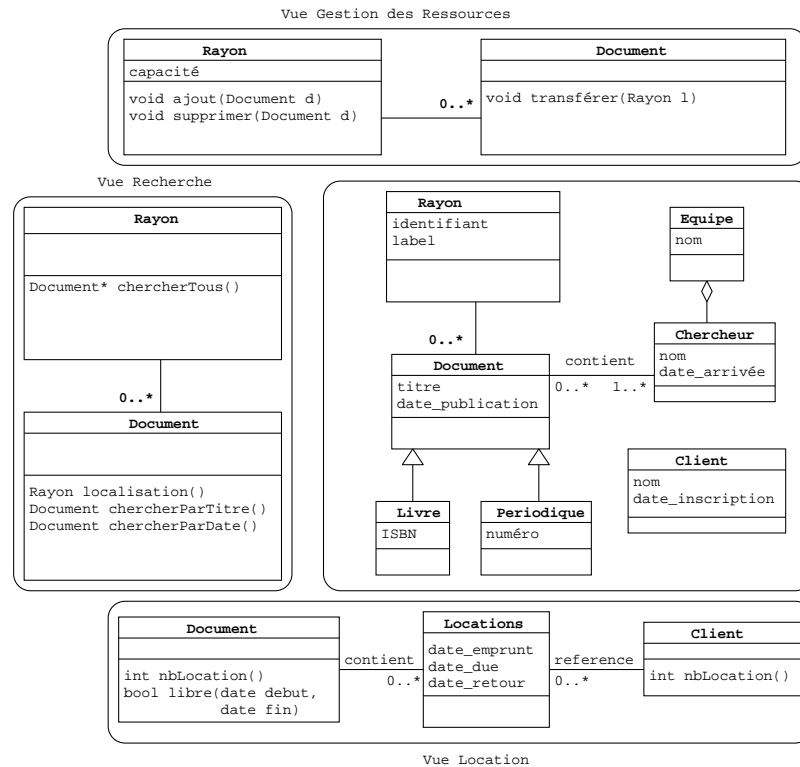 Vue Gestion des Ressources
Rayon
capacité
void ajout(Document d)
void supprimer(Document d)
0..*
Document
void transférer(Rayon l)
Vue Recherche
Rayon
Document* chercherTous()
0..*
Document
Rayon localisation()
Document chercherParTitre()
Document chercherParDate()
Rayon
identifiant
label
0..*
Document
titre
date_publication
contient
0..*
1..*
Equipe
nom
Chercheur
nom
date_arrivée
Livre
ISBN
Periodique
numéro
Client
nom
date_inscription
Document
int nbLocation()
bool libre(date debut,
date fin)
contient
0..*
Locations
date_emprunt
date_due
date_retour
reference
0..*
Client
int nbLocation()
Vue Location